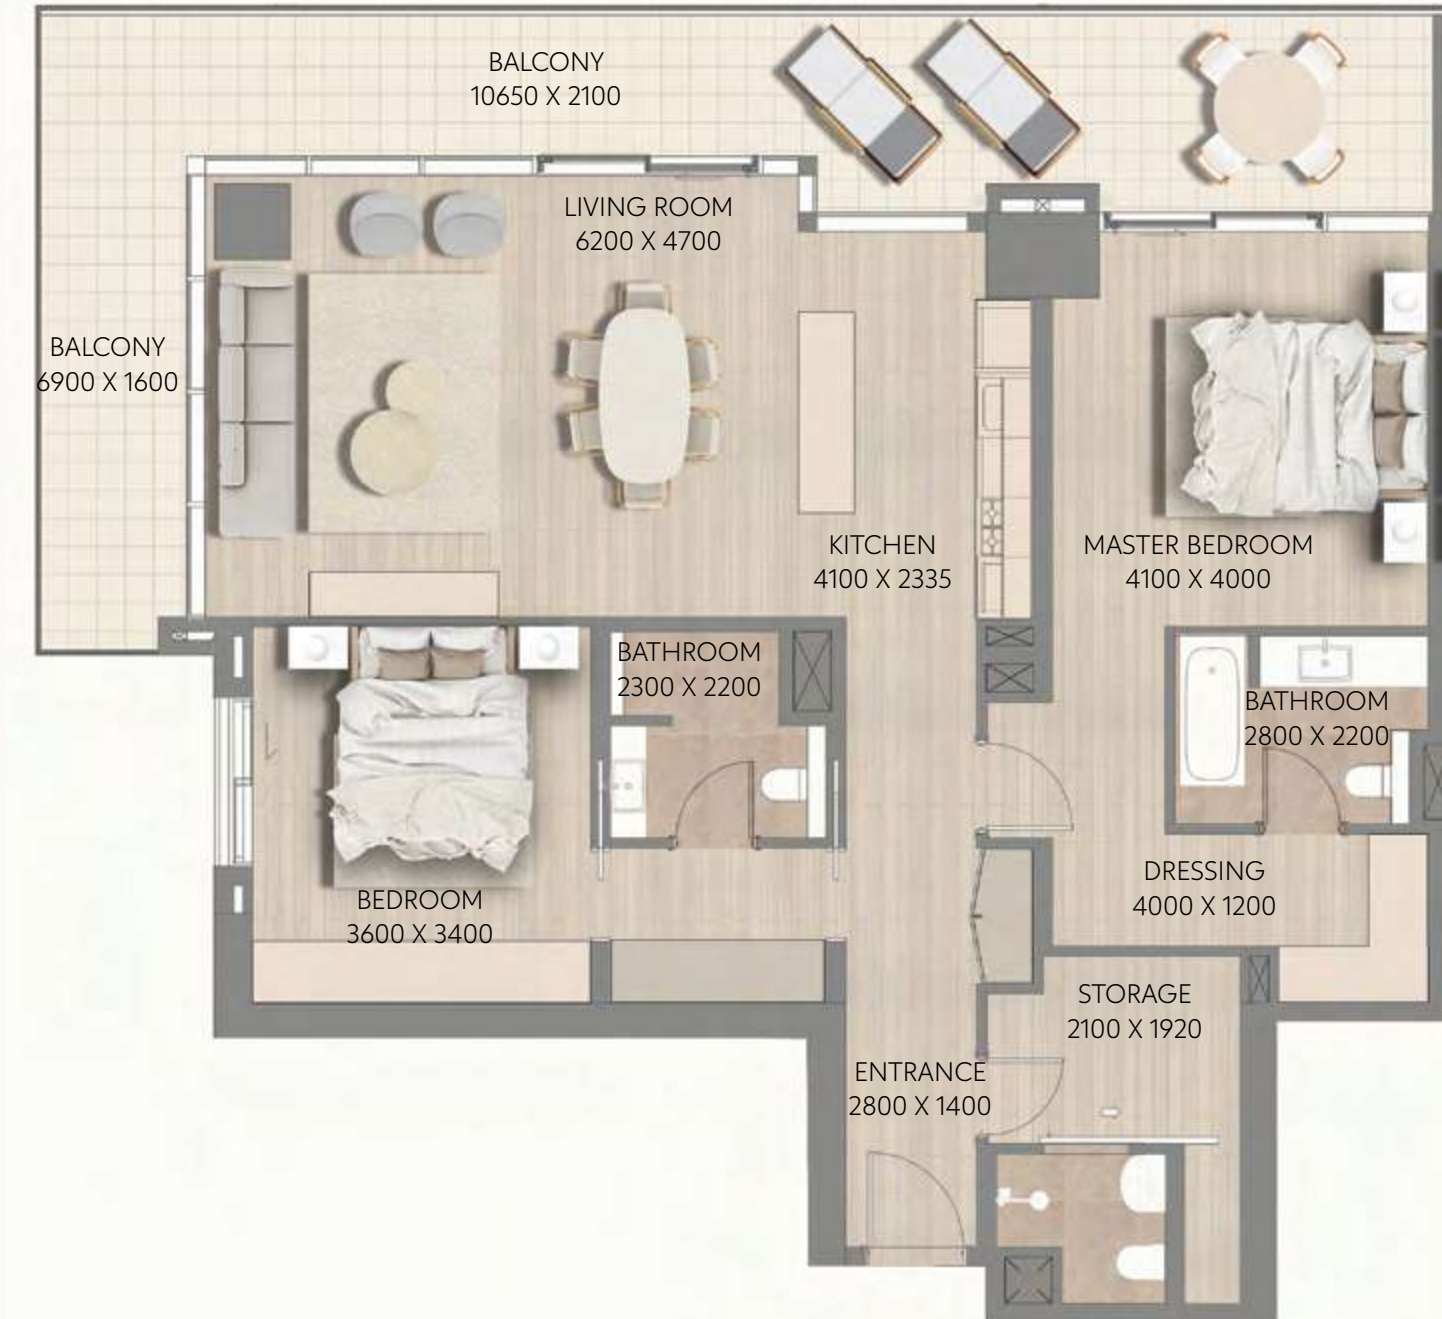 BALCONY
10650 X 2100
LIVING ROOM
6200 X 4700
BALCONY
6900 X 1600
KITCHEN
4100 X 2335
MASTER BEDROOM
4100 X 4000
BATHROOM
2300 X 2200
BATHROOM
2800 X 2200
BEDROOM
3600 X 3400
DRESSING
4000 X 1200
STORAGE
2100 X 1920
ENTRANCE
2800 X 1400